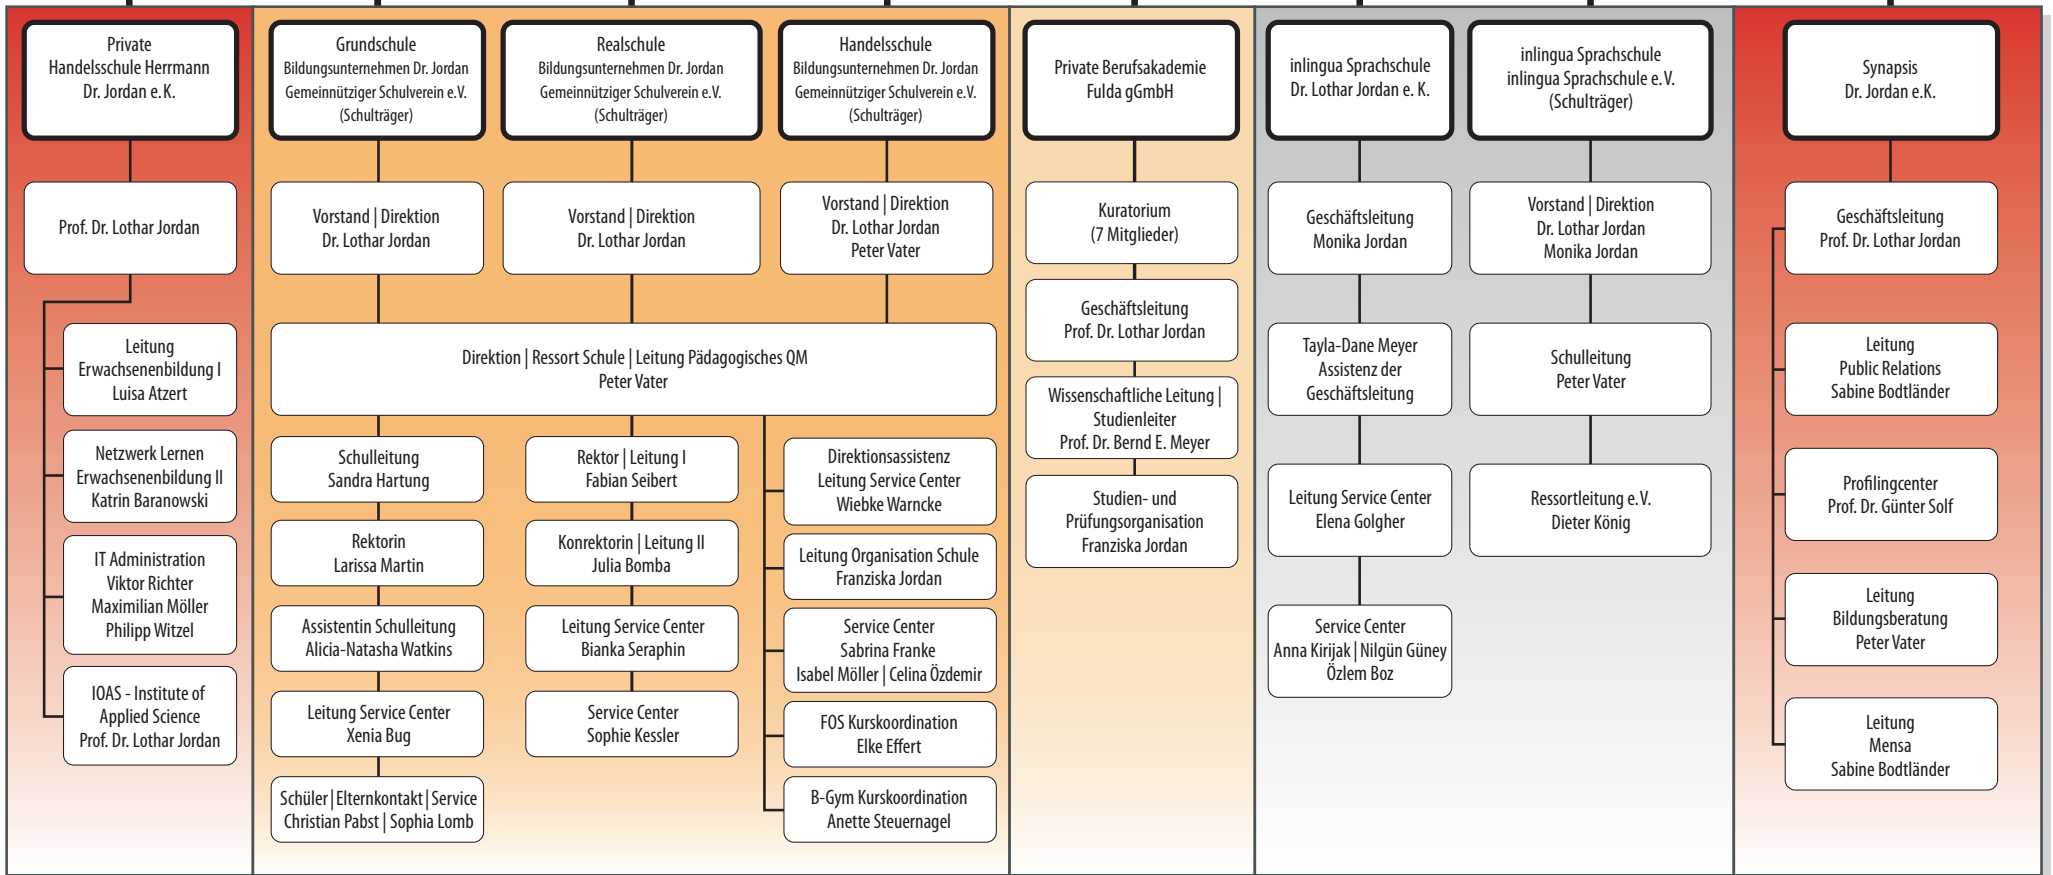 Private
Handelsschule Herrmann
Dr. Jordan e.K.
Prof. Dr. Lothar Jordan
Leitung
Erwachsenenbildung I
Luisa Atzert
Netzwerk Lernen
Erwachsenenbildung II
Katrin Baranowski
IT Administration
Viktor Richter
Maximilian Möller
Philipp Witzel
IOAS - Institute of
Applied Science
Prof. Dr. Lothar Jordan
Grundschule
Bildungsunternehmen Dr. Jordan
Gemeinnütziger Schulverein e.V.
(Schulträger)
Vorstand | Direktion
Dr. Lothar Jordan
Realschule
Bildungsunternehmen Dr. Jordan
Gemeinnütziger Schulverein e.V.
(Schulträger)
Vorstand | Direktion
Dr. Lothar Jordan
Handelsschule
Bildungsunternehmen Dr. Jordan
Gemeinnütziger Schulverein e.V.
(Schulträger)
Vorstand | Direktion
Dr. Lothar Jordan
Peter Vater
Direktion | Ressort Schule | Leitung Pädagogisches QM
Peter Vater
Schulleitung
Sandra Hartung
Rektorin
Larissa Martin
Assistentin Schulleitung
Alicia-Natasha Watkins
Leitung Service Center
Xenia Bug
Schüler | Elternkontakt | Service
Christian Pabst | Sophia Lomb
Rektor | Leitung I
Fabian Seibert
Konrektorin | Leitung II
Julia Bomba
Leitung Service Center
Bianka Seraphin
Service Center
Sophie Kessler
Direktionsassistenz
Leitung Service Center
Wiebke Warncke
Leitung Organisation Schule
Franziska Jordan
Service Center
Sabrina Franke
Isabel Möller | Celina Özdemir
FOS Kurskoordination
Elke Effert
B-Gym Kurskoordination
Anette Steuernagel
Private Berufsakademie
Fulda gGmbH
Kuratorium
(7 Mitglieder)
Geschäftsleitung
Prof. Dr. Lothar Jordan
Wissenschaftliche Leitung |
Studienleiter
Prof. Dr. Bernd E. Meyer
Studien- und
Prüfungsorganisation
Franziska Jordan
inlingua Sprachschule
Dr. Lothar Jordan e. K.
Geschäftsleitung
Monika Jordan
Tayla-Dane Meyer
Assistenz der
Geschäftsleitung
Leitung Service Center
Elena Golgher
Service Center
Anna Kirijak | Nilgün Güney
Özlem Boz
inlingua Sprachschule
inlingua Sprachschule e.V.
(Schulträger)
Vorstand | Direktion
Dr. Lothar Jordan
Monika Jordan
Schulleitung
Peter Vater
Ressortleitung e.V.
Dieter König
Synapsis
Dr. Jordan e.K.
Geschäftsleitung
Prof. Dr. Lothar Jordan
Leitung
Public Relations
Sabine Bodtländer
Profilingcenter
Prof. Dr. Günter Solf
Leitung
Bildungsberatung
Peter Vater
Leitung
Mensa
Sabine Bodtländer